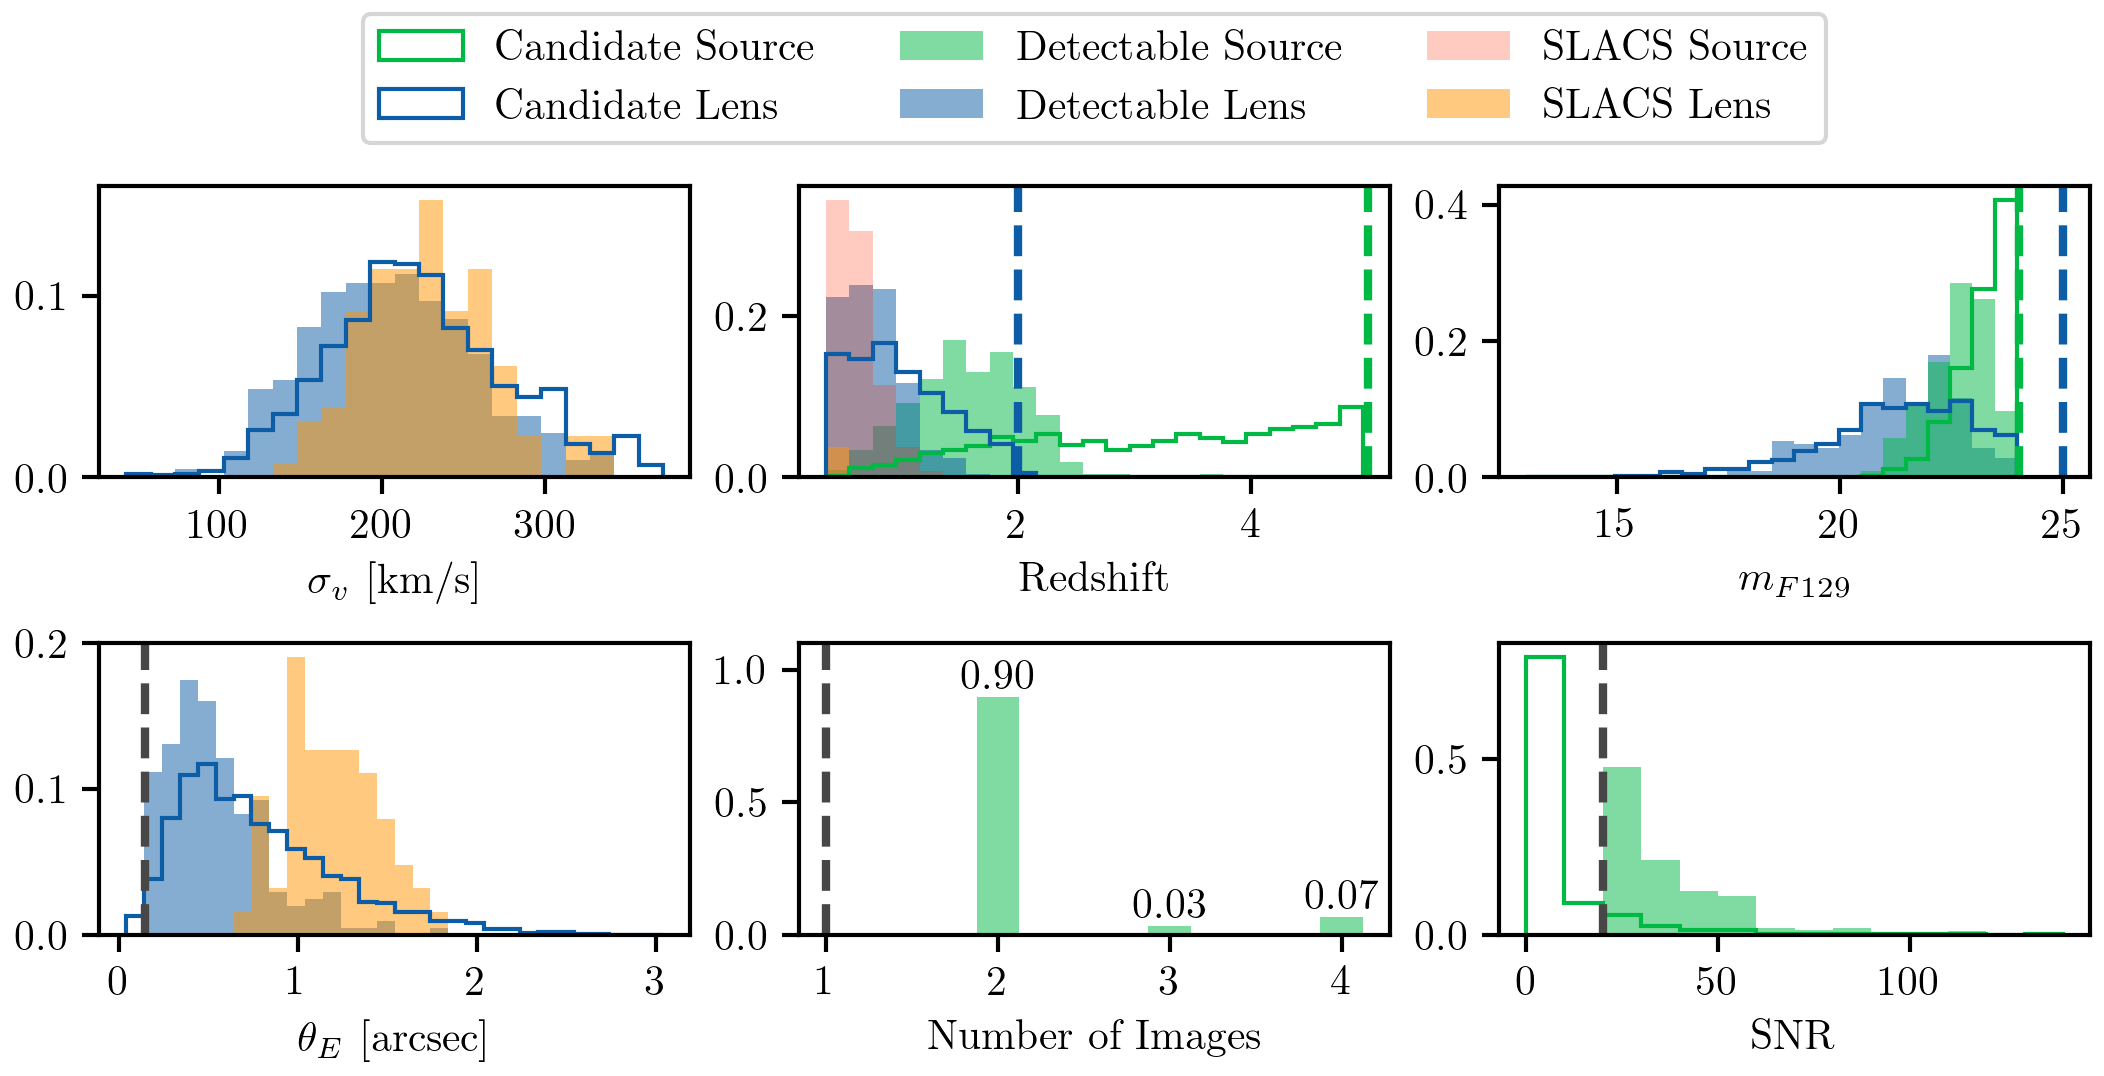 Candidate Source Detectable Source SLACS Source
Candidate Lens Detectable Lens SLACS Lens
0.1
0.0
100 200 300
σ_v [km/s]
0.2
0.0
2 4
Redshift
0.4
0.2
0.0
15 20 25
m_{F129}
0.2
0.1
0.0
0 1 2 3
θ_E [arcsec]
1.0
0.5
0.0
0.90
0.03
0.07
1 2 3 4
Number of Images
0.5
0.0
0 50 100
SNR